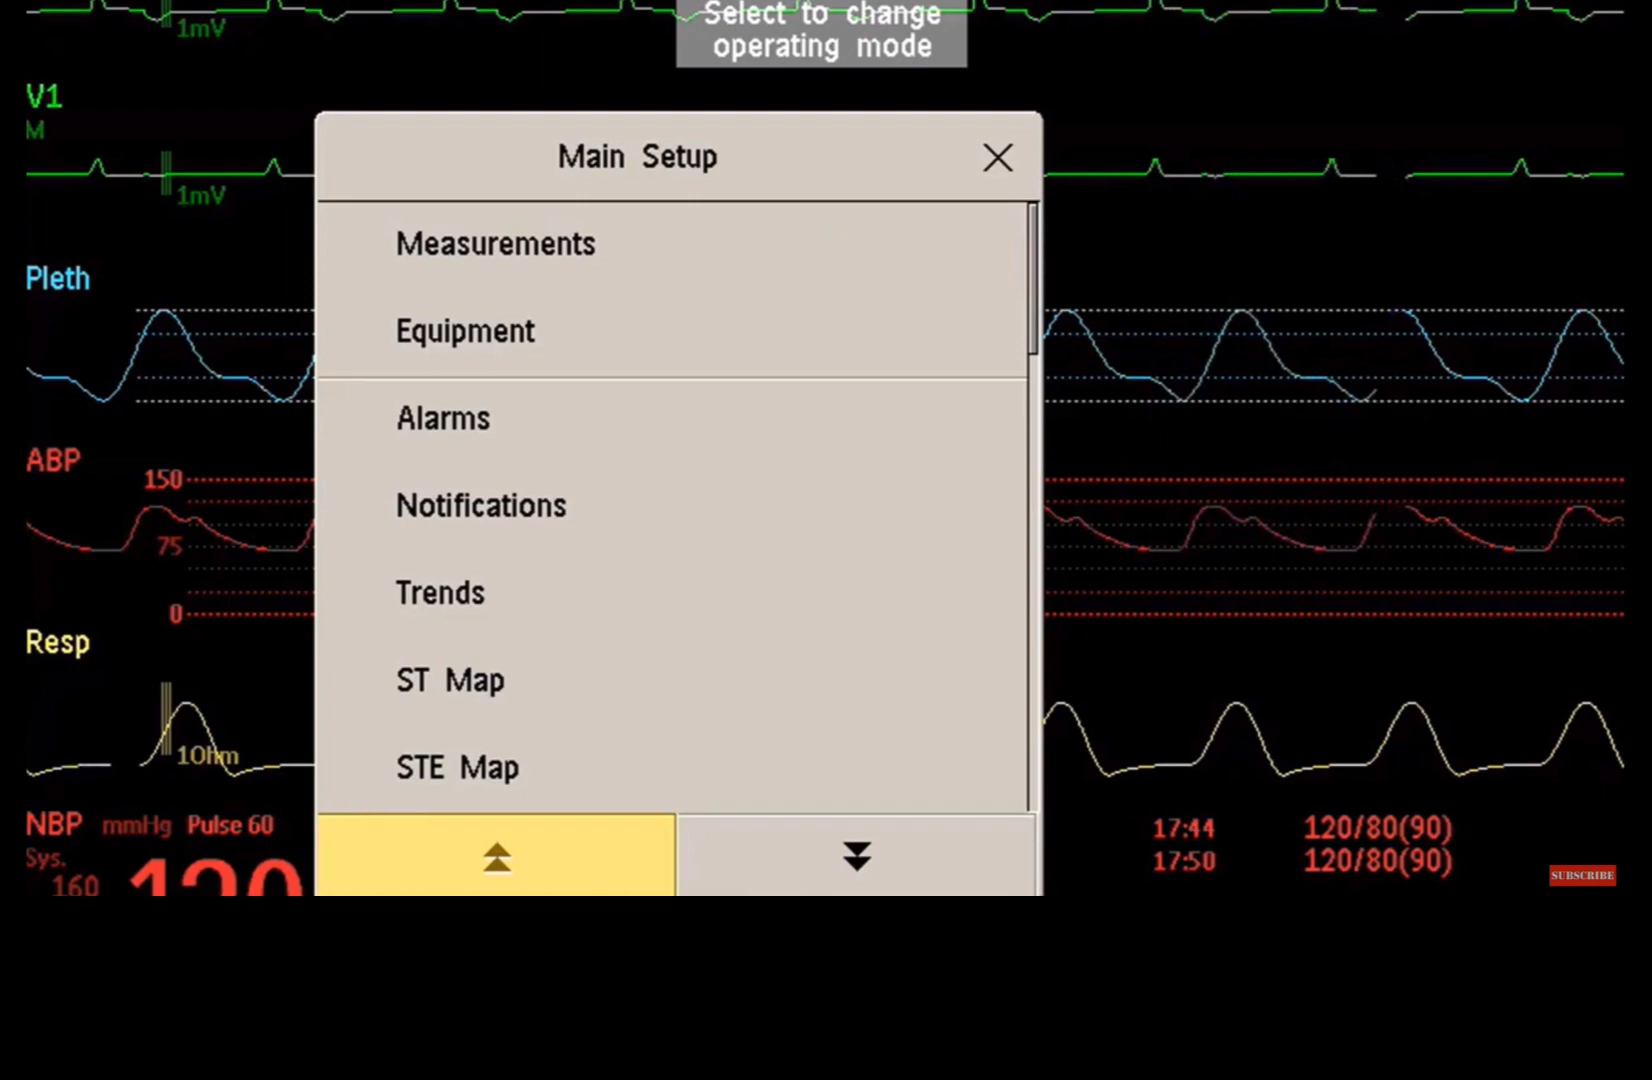 Select to change
operating mode
1mV
V1
M
1mV
Main Setup
Measurements
Equipment
Pleth
Alarms
ABP
150
Notifications
75
Trends
0
Resp
ST Map
10hm
STE Map
NBP mmHg Pulse 60
Sys.
160
120
17:44 120/80(90)
17:50 120/80(90)
SUBSCRIBE